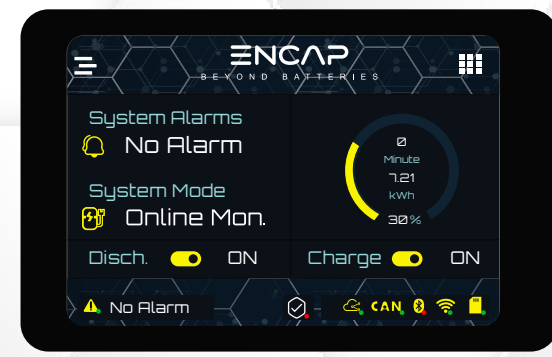 ENCAP
BEYOND BATTERIES
System Alarms
No Alarm
System Mode
Online Mon.
0
Minute
7.21
kWh
30%
Disch. ON
Charge ON
No Alarm
CAN